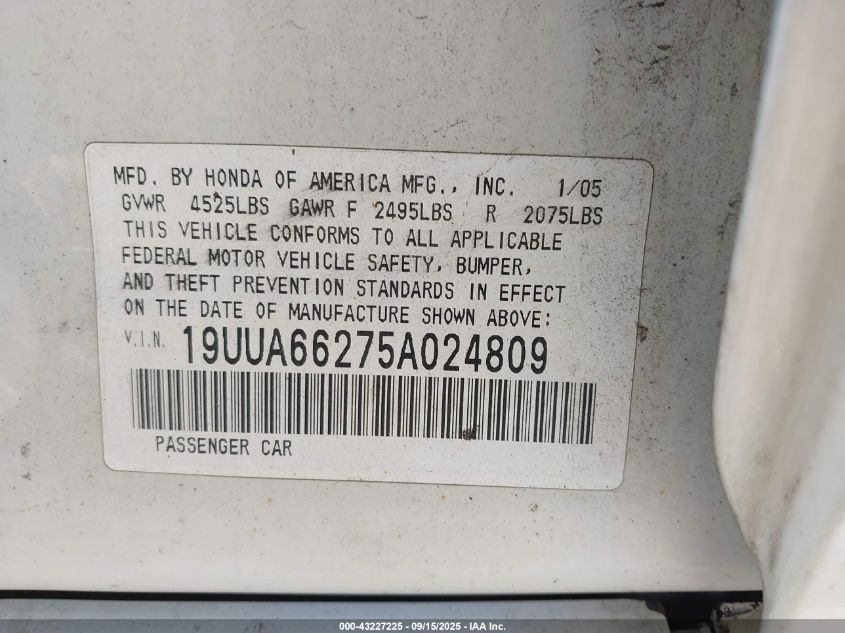 MFD. BY HONDA OF AMERICA MFG., INC. 1/05
GVWR 4525LBS GAWR F 2495LBS R 2075LBS
THIS VEHICLE CONFORMS TO ALL APPLICABLE
FEDERAL MOTOR VEHICLE SAFETY, BUMPER,
AND THEFT PREVENTION STANDARDS IN EFFECT
ON THE DATE OF MANUFACTURE SHOWN ABOVE:
V.I.N. 19UUA66275A024809
PASSENGER CAR
000-43227225 - 09/15/2025 - IAA Inc.